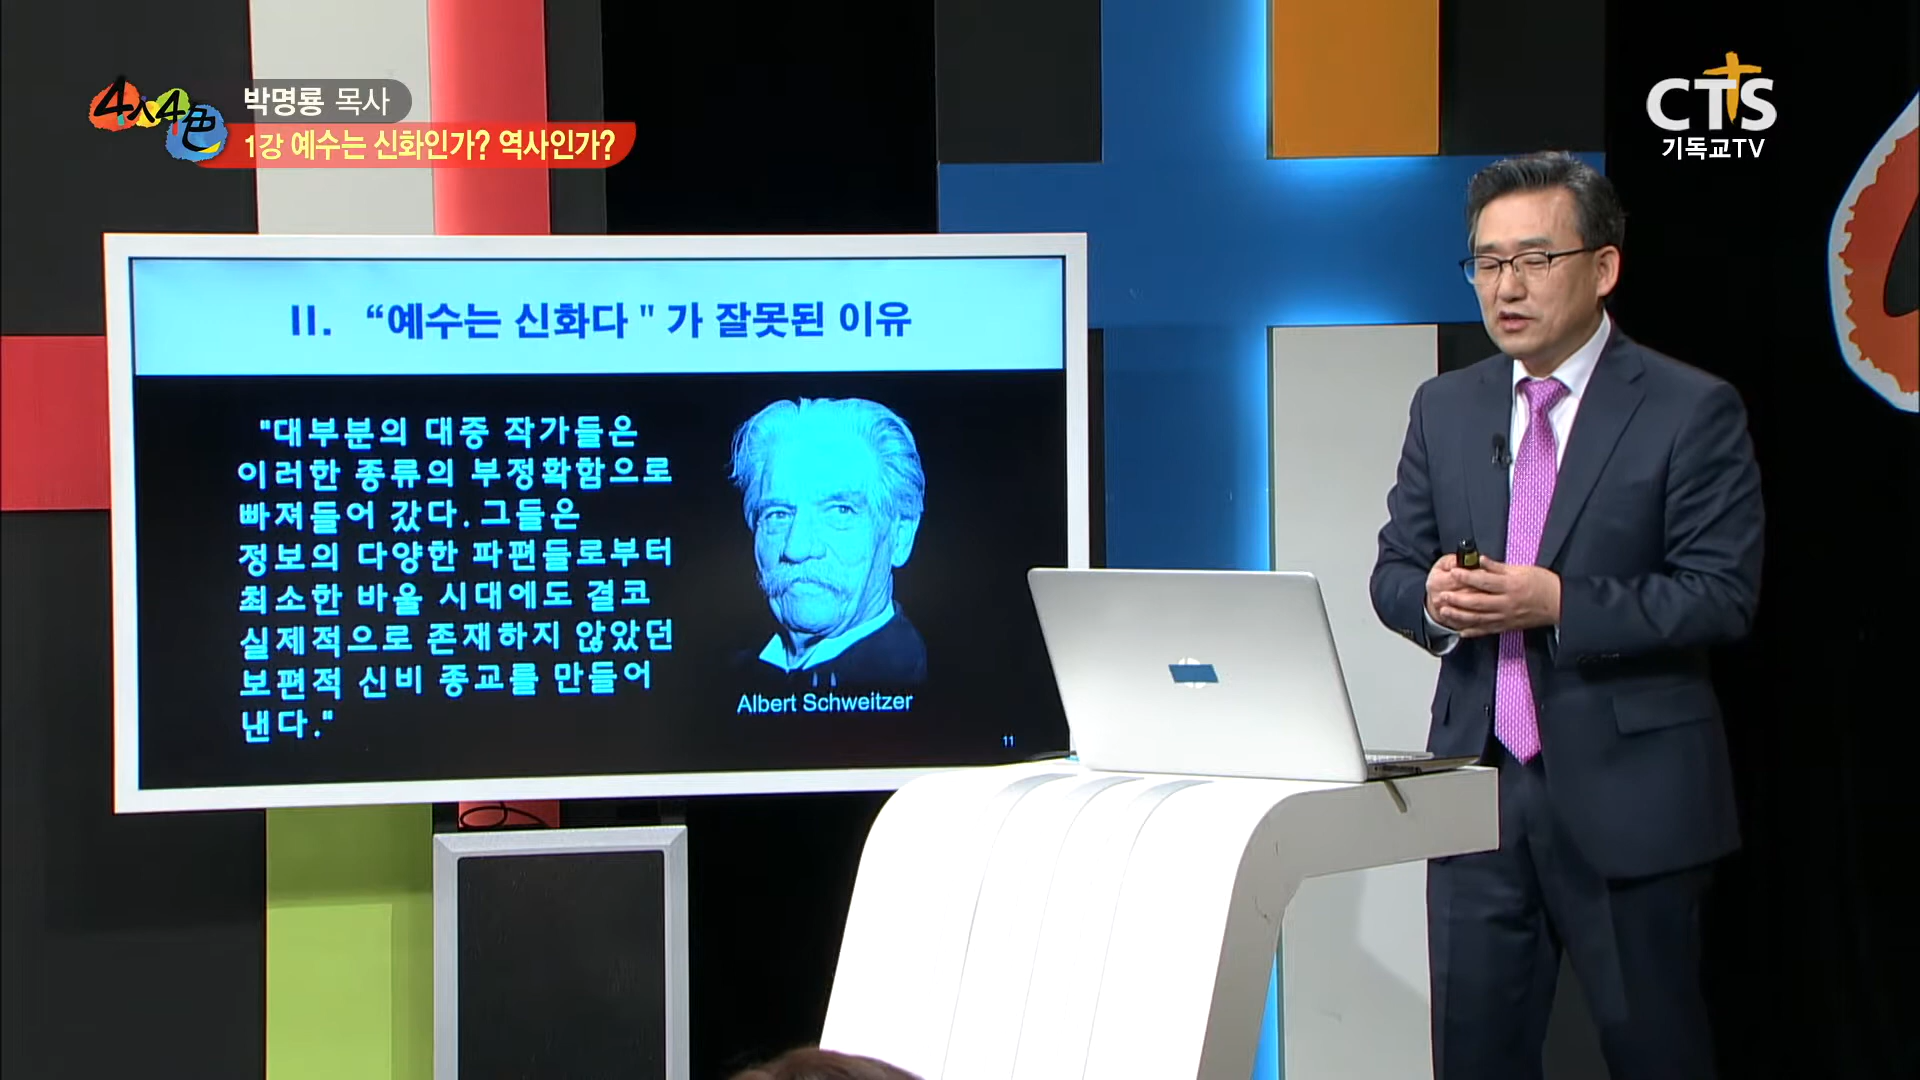 4人4色
박명룡 목사
1강 예수는 신화인가? 역사인가?
CTS
기독교TV
II. “예수는 신화다"가 잘못된 이유
"대부분의 대중 작가들은
이러한 종류의 부정확함으로
빠져들어 갔다.그들은
정보의 다양한 파편들로부터
최소한 바울 시대에도 결코
실제적으로 존재하지 않았던
보편적 신비 종교를 만들어
낸다."
Albert Schweitzer
11